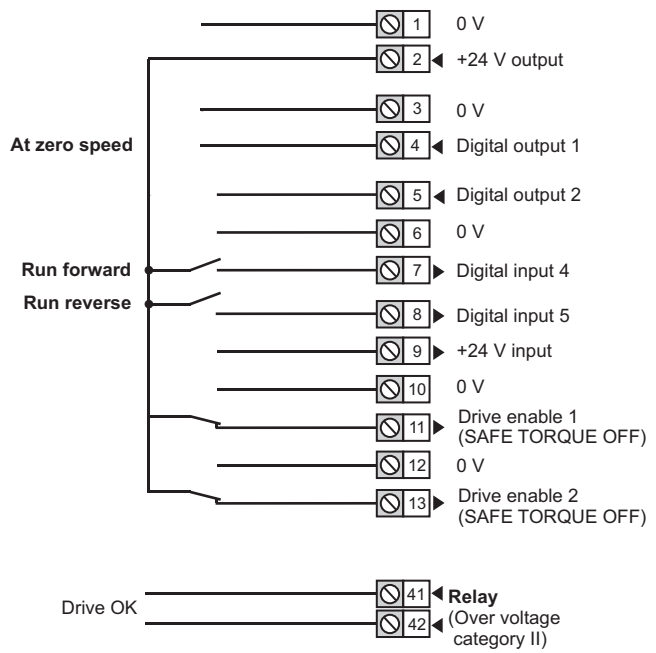 1 0 V
2 +24 V output
3 0 V
At zero speed 4 Digital output 1
5 Digital output 2
6 0 V
Run forward 7 Digital input 4
Run reverse 8 Digital input 5
9 +24 V input
10 0 V
11 Drive enable 1
(SAFE TORQUE OFF)
12 0 V
13 Drive enable 2
(SAFE TORQUE OFF)
Drive OK
41 Relay
42 (Over voltage
category II)